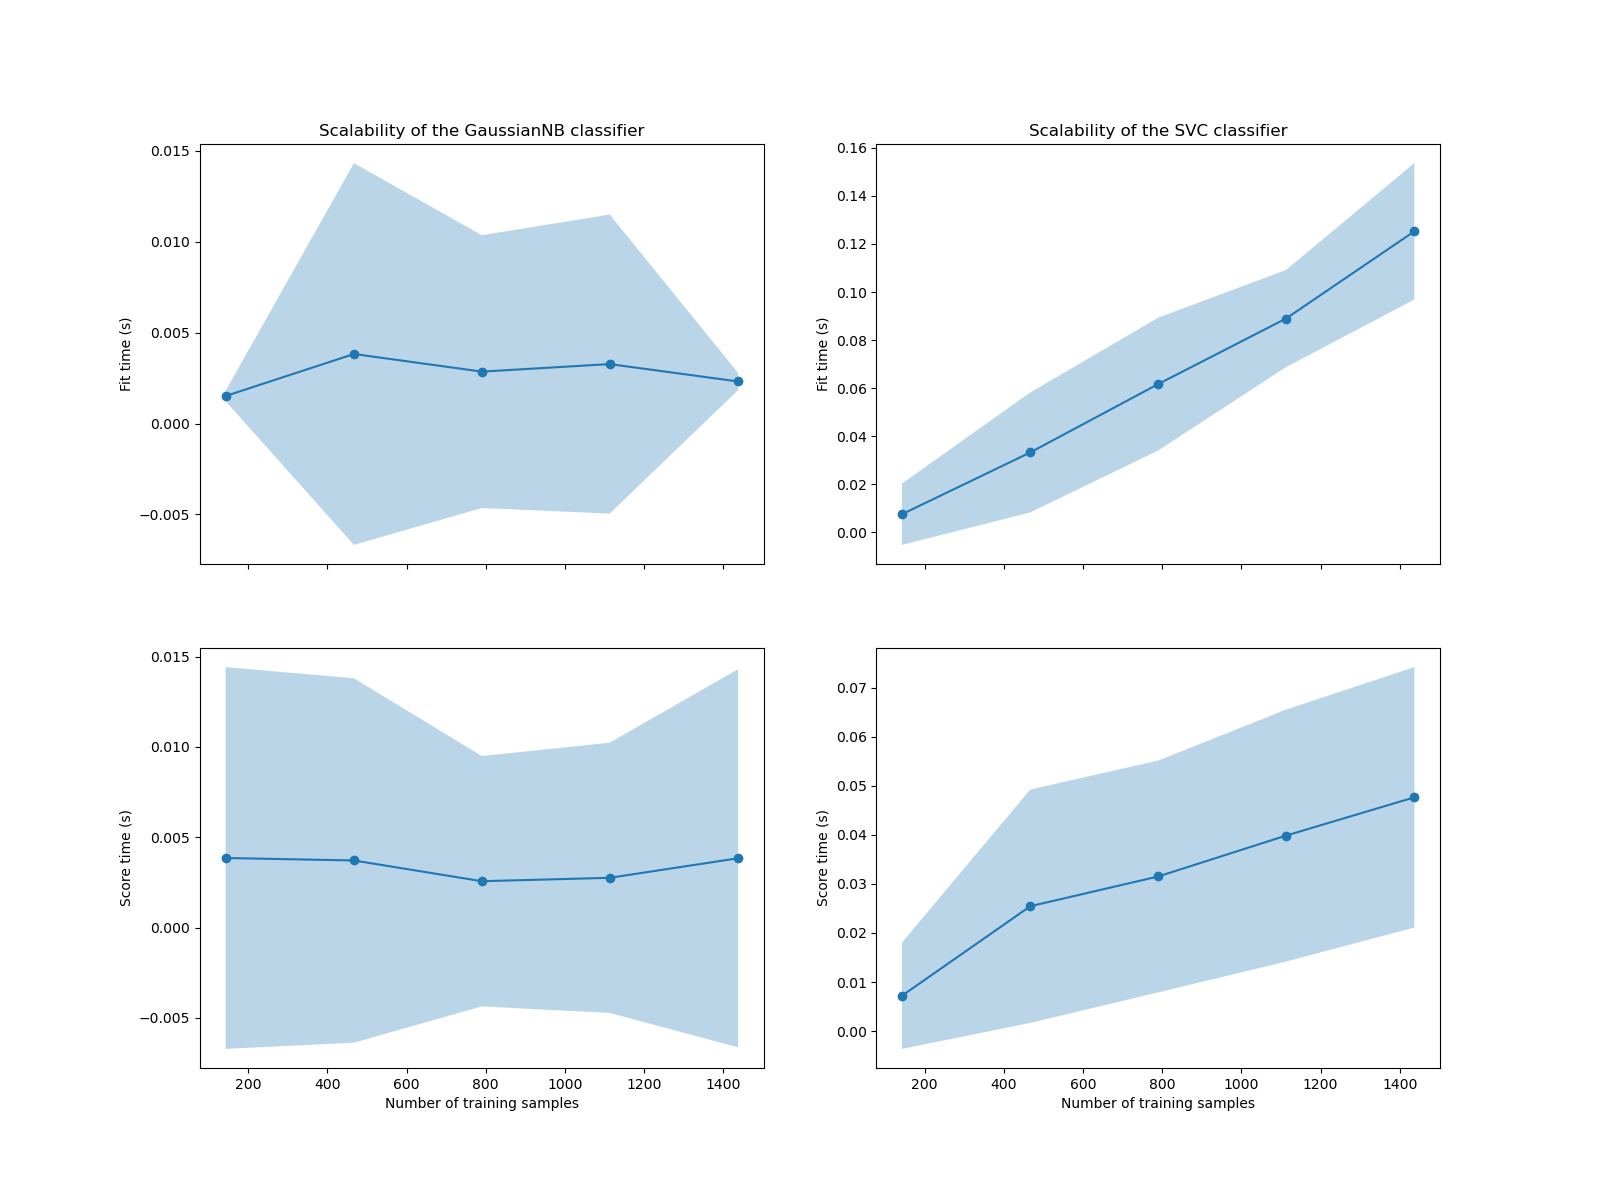 Scalability of the GaussianNB classifier
0.015
0.010
0.005
0.000
−0.005
Fit time (s)
Scalability of the SVC classifier
0.16
0.14
0.12
0.10
0.08
0.06
0.04
0.02
0.00
Fit time (s)
0.015
0.010
0.005
0.000
−0.005
Score time (s)
200 400 600 800 1000 1200 1400
Number of training samples
0.07
0.06
0.05
0.04
0.03
0.02
0.01
0.00
Score time (s)
200 400 600 800 1000 1200 1400
Number of training samples